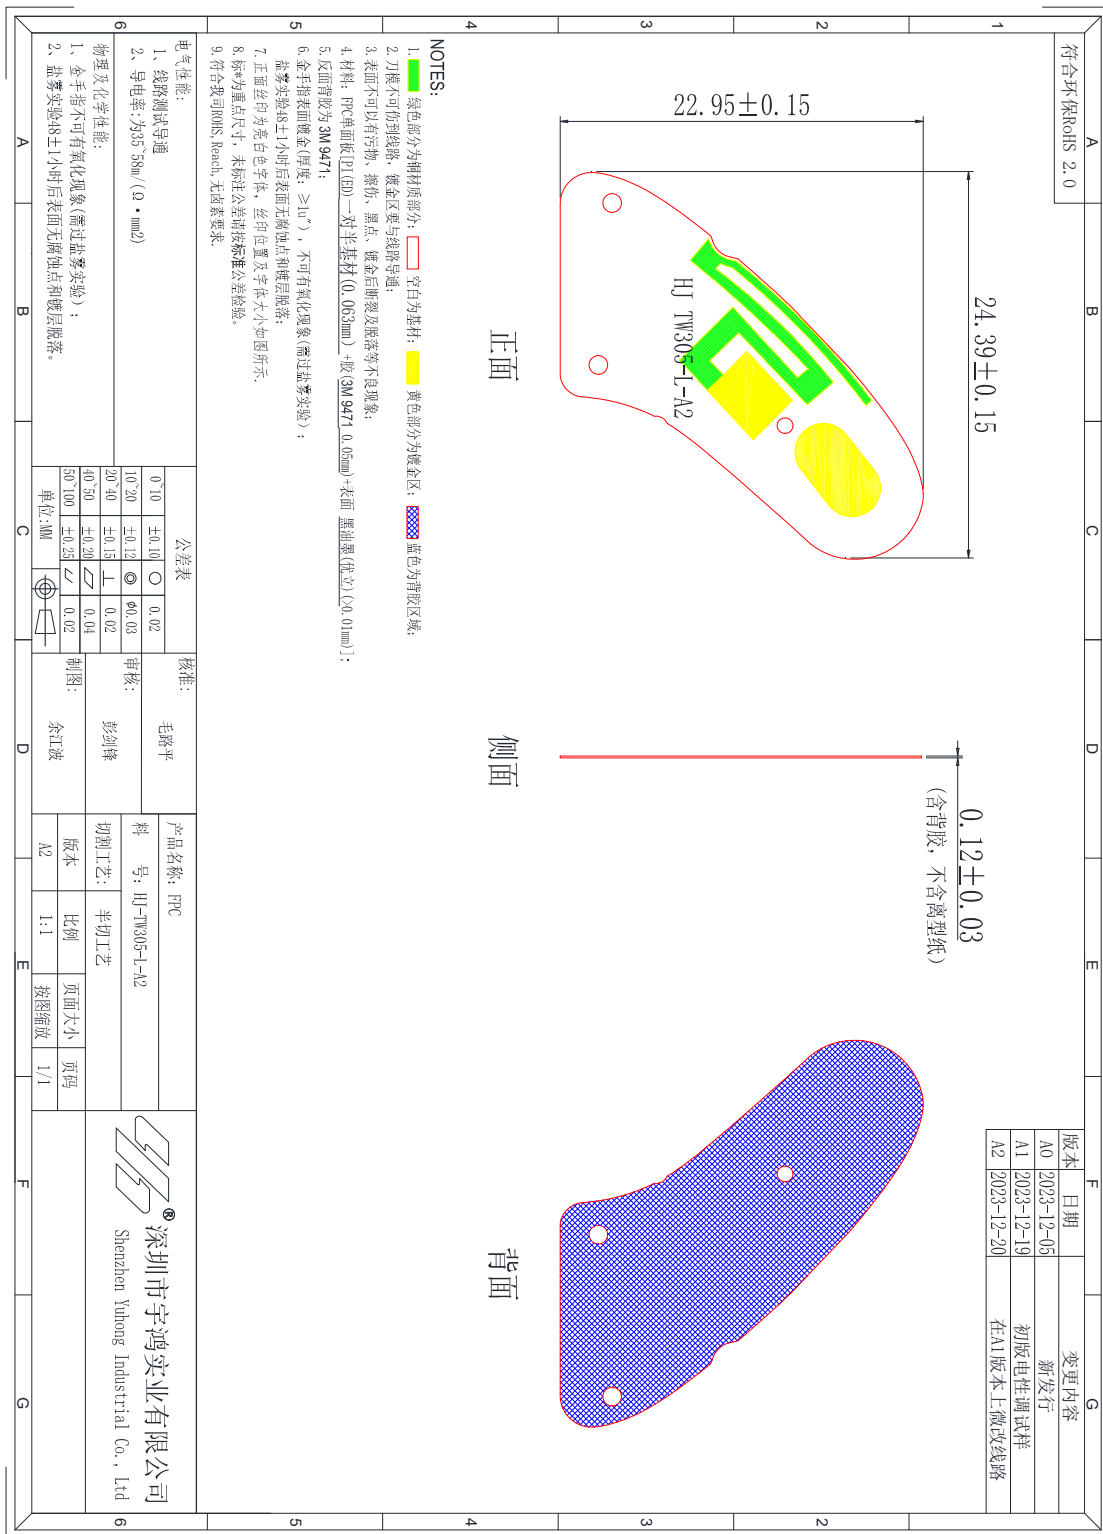 符合环保RoHS 2.0
版本 日期 变更内容
A0 2023-12-05 新发行
A1 2023-12-19 初版电性调试样
A2 2023-12-20 在A1版本上微改线路
1
2
3
4
5
6
A
B
C
D
E
F
G
24.39±0.15
22.95±0.15
HJ TW305-L-A2
0.12±0.03
(含背胶,不含离型纸)
正面
侧面
背面
NOTES:
1. 绿色部分为铜材质部分; 空白为基材; 黄色部分为镀金区; 蓝色为背胶区域;
2. 刀模不可伤到线路, 镀金区要与线路导通;
3. 表面不可以有污物、擦伤、黑点、镀金后断裂及脱落等不良现象;
4. 材料: FPC单面板[PI(ED)一对半基材(0.063mm)+胶(3M 9471 0.05mm)+表面 黑油墨(优立)(>0.01mm)];
5. 反面背胶为 3M 9471;
6. 金手指表面镀金(厚度: ≥1u"), 不可有氧化现象(需过盐雾实验);
盐雾实验48±1小时后表面无腐蚀点和镀层脱落;
7. 正面丝印为亮白色字体, 丝印位置及字体大小如图所示.
8. 标*为重点尺寸, 未标注公差请按标准公差检验。
9. 符合我司ROHS, Reach, 无卤素要求.
电气性能:
1、线路测试导通
2、导电率:为35~58m/(Ω·mm2)
物理及化学性能:
1、金手指不可有氧化现象(需过盐雾实验);
2、盐雾实验48±1小时后表面无腐蚀点和镀层脱落。
公差表
0~10 ±0.10 ○ 0.02
10~20 ±0.12 ◎ φ0.03
20~40 ±0.15 ⊥ 0.02
40~50 ±0.20 ▱ 0.04
50~100 ±0.25 ∥ 0.02
单位:MM
核准: 毛路平
审核: 彭剑锋
制图: 余江波
产品名称: FPC
料 号: HJ-TW305-L-A2
切割工艺: 半切工艺
版本 比例 页面大小 页码
A2 1:1 按图缩放 1/1
®
深圳市宇鸿实业有限公司
Shenzhen Yuhong Industrial Co., Ltd
1
2
3
4
5
6
A
B
C
D
E
F
G